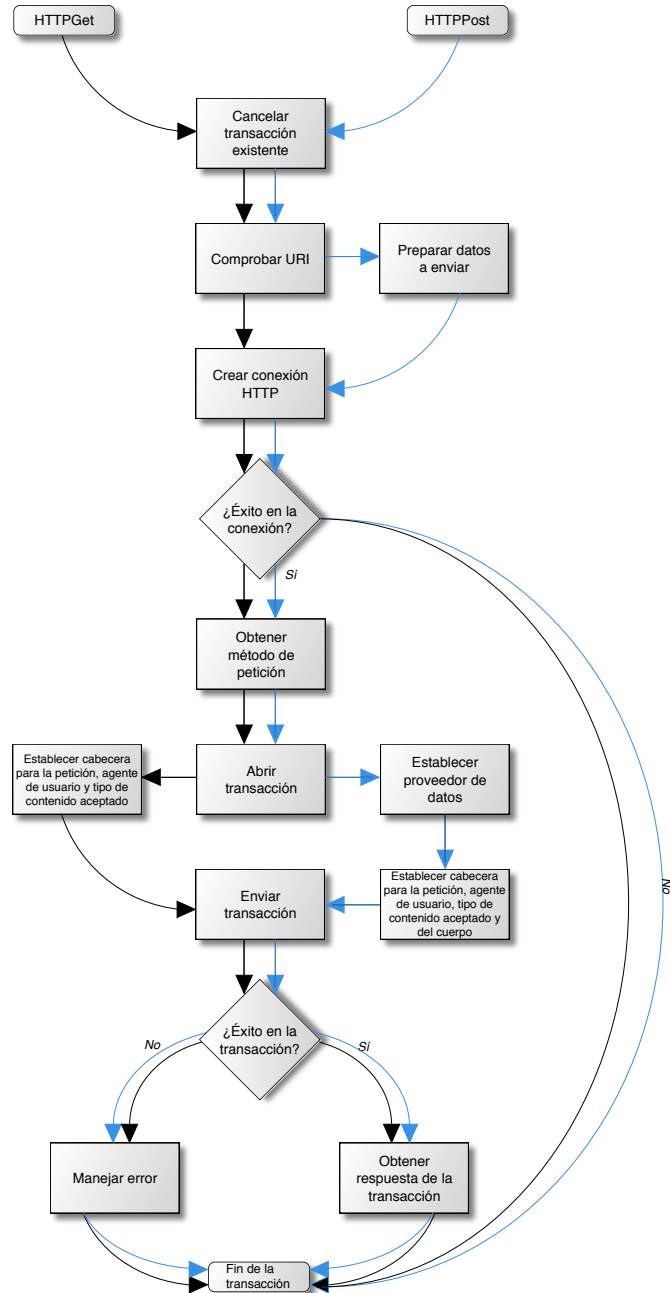 HTTPGet
HTTPPost
Cancelar
transacción
existente
Comprobar URI
Preparar datos
a enviar
Crear conexión
HTTP
¿Éxito en la
conexión?
Sí
Obtener
método de
petición
Establecer cabecera
para la petición, agente
de usuario y tipo de
contenido aceptado
Abrir
transacción
Establecer
proveedor de
datos
Enviar
transacción
Establecer cabecera
para la petición, agente
de usuario, tipo de
contenido aceptado y
del cuerpo
No
¿Éxito en la
transacción?
No
Sí
Manejar error
Obtener
respuesta de la
transacción
Fin de la
transacción